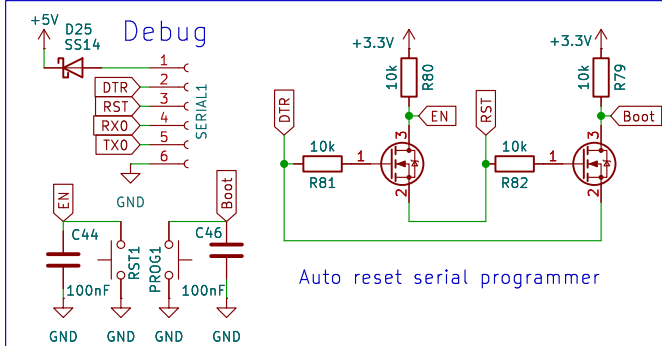 Debug
+5V
D25
SS14
1
DTR 2
RST 3
RX0 4
TX0 5
6
SERIAL1
GND
EN
C44
100nF
RST1
GND
GND
Boot
C46
PROG1
100nF
GND
GND
+3.3V
10k
R80
EN
DTR
10k
R81
1
3
2
+3.3V
10k
R79
Boot
RST
10k
R82
1
3
2
Auto reset serial programmer